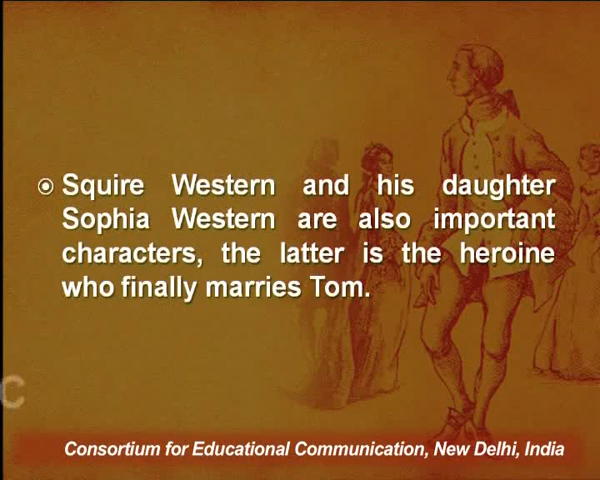 Squire Western and his daughter
Sophia Western are also important
characters, the latter is the heroine
who finally marries Tom.
C
Consortium for Educational Communication, New Delhi, India